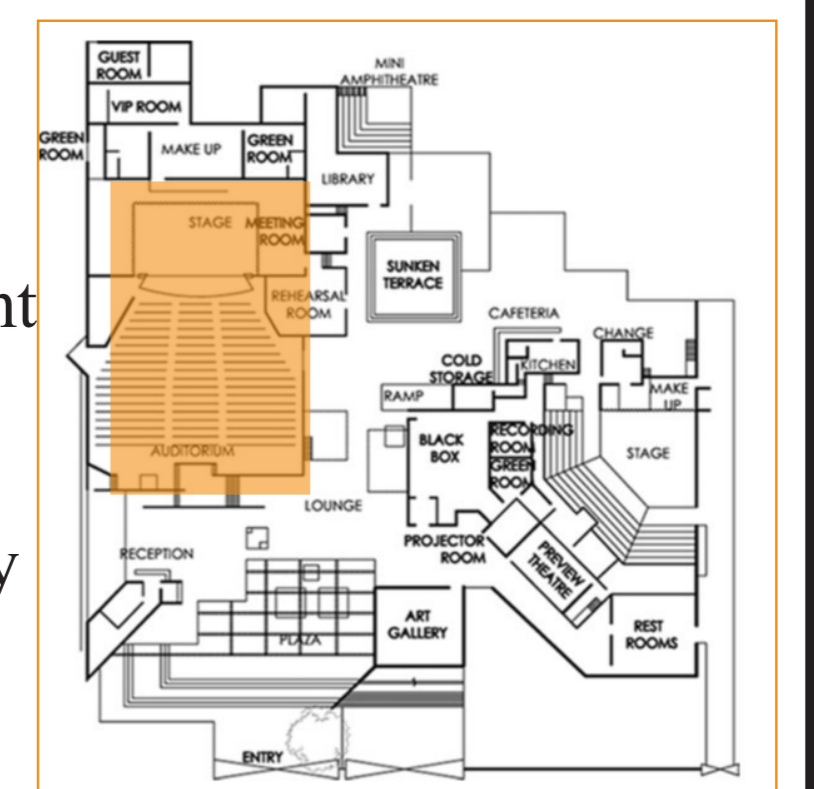 GUEST
ROOM
VIP ROOM
MINI
AMPHITHEATRE
GREEN
ROOM
MAKE UP
GREEN
ROOM
LIBRARY
STAGE
MEETING
ROOM
SUNKEN
TERRACE
nt
REHEARSAL
ROOM
CAFETERIA
CHANGE
COLD
STORAGE
KITCHEN
RAMP
MAKE
UP
BLACK
BOX
RECORDING
ROOM
GREEN
ROOM
STAGE
AUDITORIUM
LOUNGE
PROJECTOR
ROOM
PREVIEW
THEATRE
RECEPTION
y
ART
GALLERY
REST
ROOMS
PLAZA
ENTRY